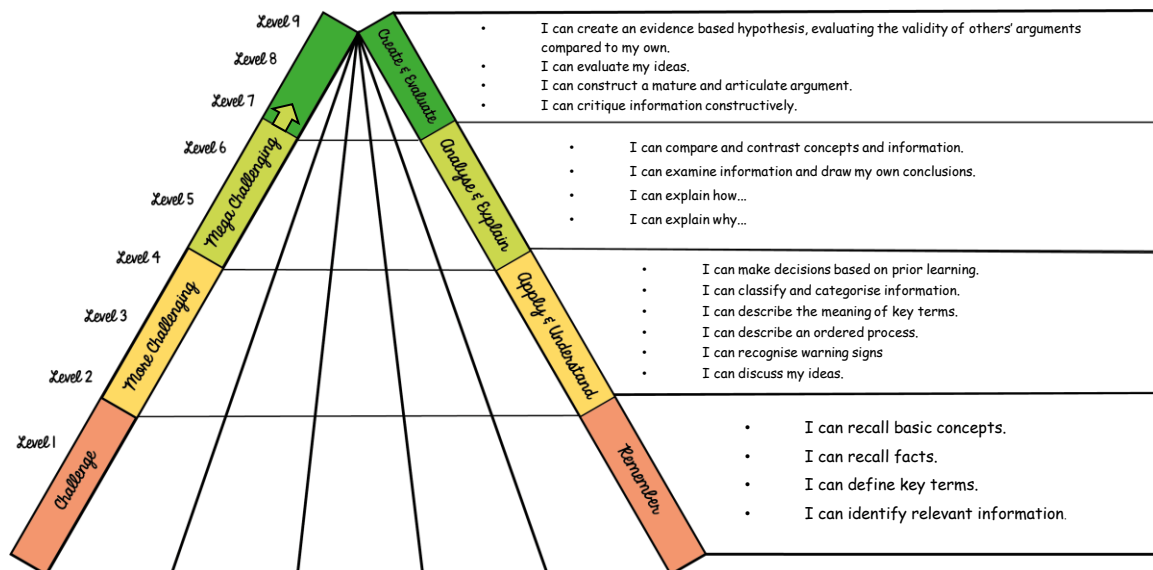 Level 9
Level 8
Level 7
Level 6
Level 5
Level 4
Level 3
Level 2
Level 1
Mega Challenging
More Challenging
Challenge
Create & Evaluate
• I can create an evidence based hypothesis, evaluating the validity of others' arguments
compared to my own.
• I can evaluate my ideas.
• I can construct a mature and articulate argument.
• I can critique information constructively.
Analyse & Explain
• I can compare and contrast concepts and information.
• I can examine information and draw my own conclusions.
• I can explain how...
• I can explain why...
Apply & Understand
• I can make decisions based on prior learning.
• I can classify and categorise information.
• I can describe the meaning of key terms.
• I can describe an ordered process.
• I can recognise warning signs
• I can discuss my ideas.
Remember
• I can recall basic concepts.
• I can recall facts.
• I can define key terms.
• I can identify relevant information.